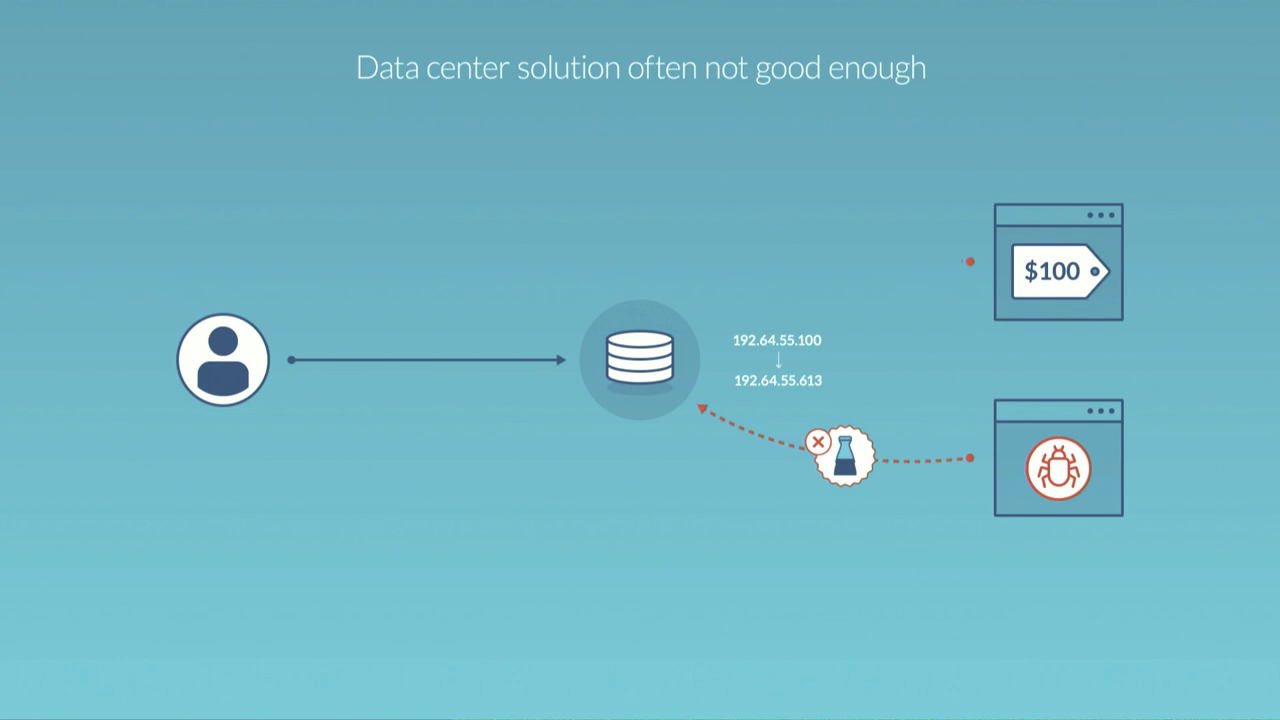 Data center solution often not good enough
$100
192.64.55.100
↓
192.64.55.613